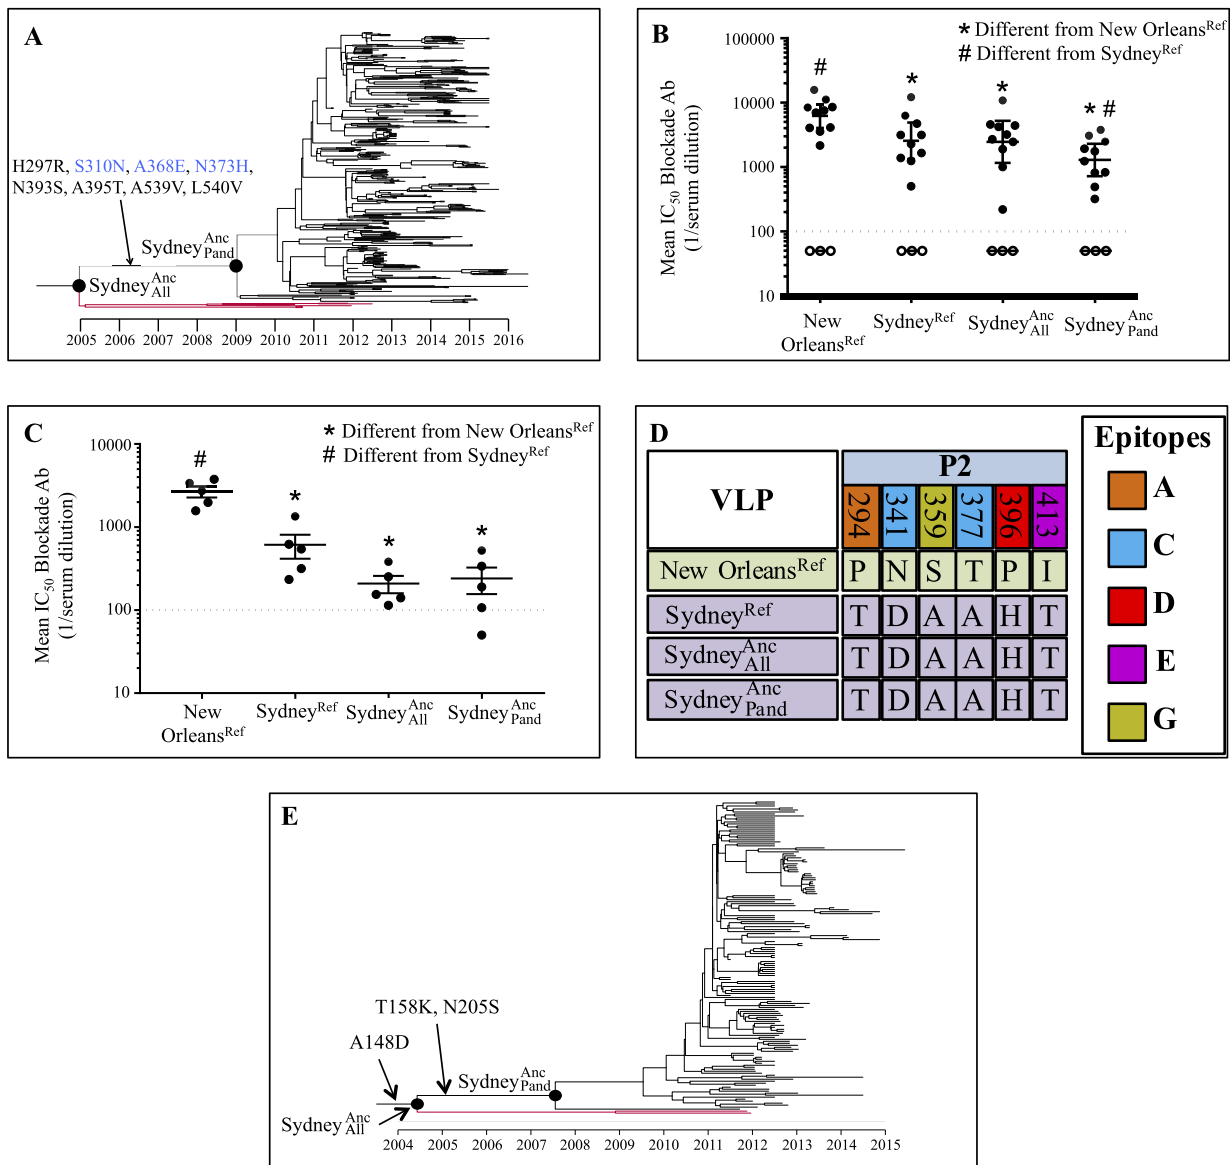 A
H297R, S310N, A368E, N373H,
N393S, A395T, A539V, L540V
Sydney Anc Pand
Sydney Anc All
2005 2006 2007 2008 2009 2010 2011 2012 2013 2014 2015 2016
B
* Different from New Orleans^Ref
# Different from Sydney^Ref
Mean IC50 Blockade Ab
(1/serum dilution)
100000
10000
1000
100
10
#
*
*
* #
New Orleans^Ref
Sydney^Ref
Sydney Anc All
Sydney Anc Pand
C
* Different from New Orleans^Ref
# Different from Sydney^Ref
Mean IC50 Blockade Ab
(1/serum dilution)
10000
1000
100
10
#
*
*
*
New Orleans^Ref
Sydney^Ref
Sydney Anc All
Sydney Anc Pand
D
VLP
P2
294 341 359 377 396 413
New Orleans^Ref P N S T P I
Sydney^Ref T D A A H T
Sydney Anc All T D A A H T
Sydney Anc Pand T D A A H T
Epitopes
A
C
D
E
G
E
T158K, N205S
A148D
Sydney Anc Pand
Sydney Anc All
2004 2005 2006 2007 2008 2009 2010 2011 2012 2013 2014 2015